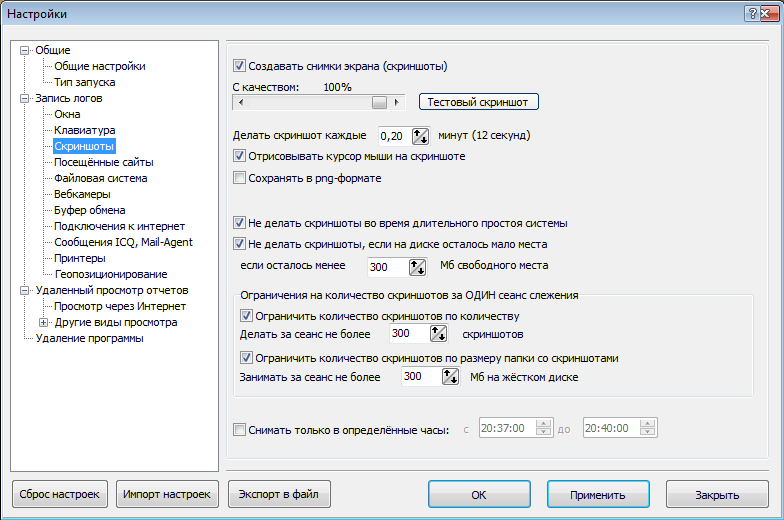 Настройки
Общие
Общие настройки
Тип запуска
Запись логов
Окна
Клавиатура
Скриншоты
Посещённые сайты
Файловая система
Вебкамеры
Буфер обмена
Подключения к интернет
Сообщения ICQ, Mail-Agent
Принтеры
Геопозиционирование
Удаленный просмотр отчетов
Просмотр через Интернет
Другие виды просмотра
Удаление программы
Создавать снимки экрана (скриншоты)
С качеством: 100%
Тестовый скриншот
Делать скриншот каждые 0,20 минут (12 секунд)
Отрисовывать курсор мыши на скриншоте
Сохранять в png-формате
Не делать скриншоты во время длительного простоя системы
Не делать скриншоты, если на диске осталось мало места
если осталось менее 300 Мб свободного места
Ограничения на количество скриншотов за ОДИН сеанс слежения
Ограничить количество скриншотов по количеству
Делать за сеанс не более 300 скриншотов
Ограничить количество скриншотов по размеру папки со скриншотами
Занимать за сеанс не более 300 Мб на жёстком диске
Снимать только в определённые часы: с 20:37:00 до 20:40:00
Сброс настроек Импорт настроек Экспорт в файл ОК Применить Закрыть